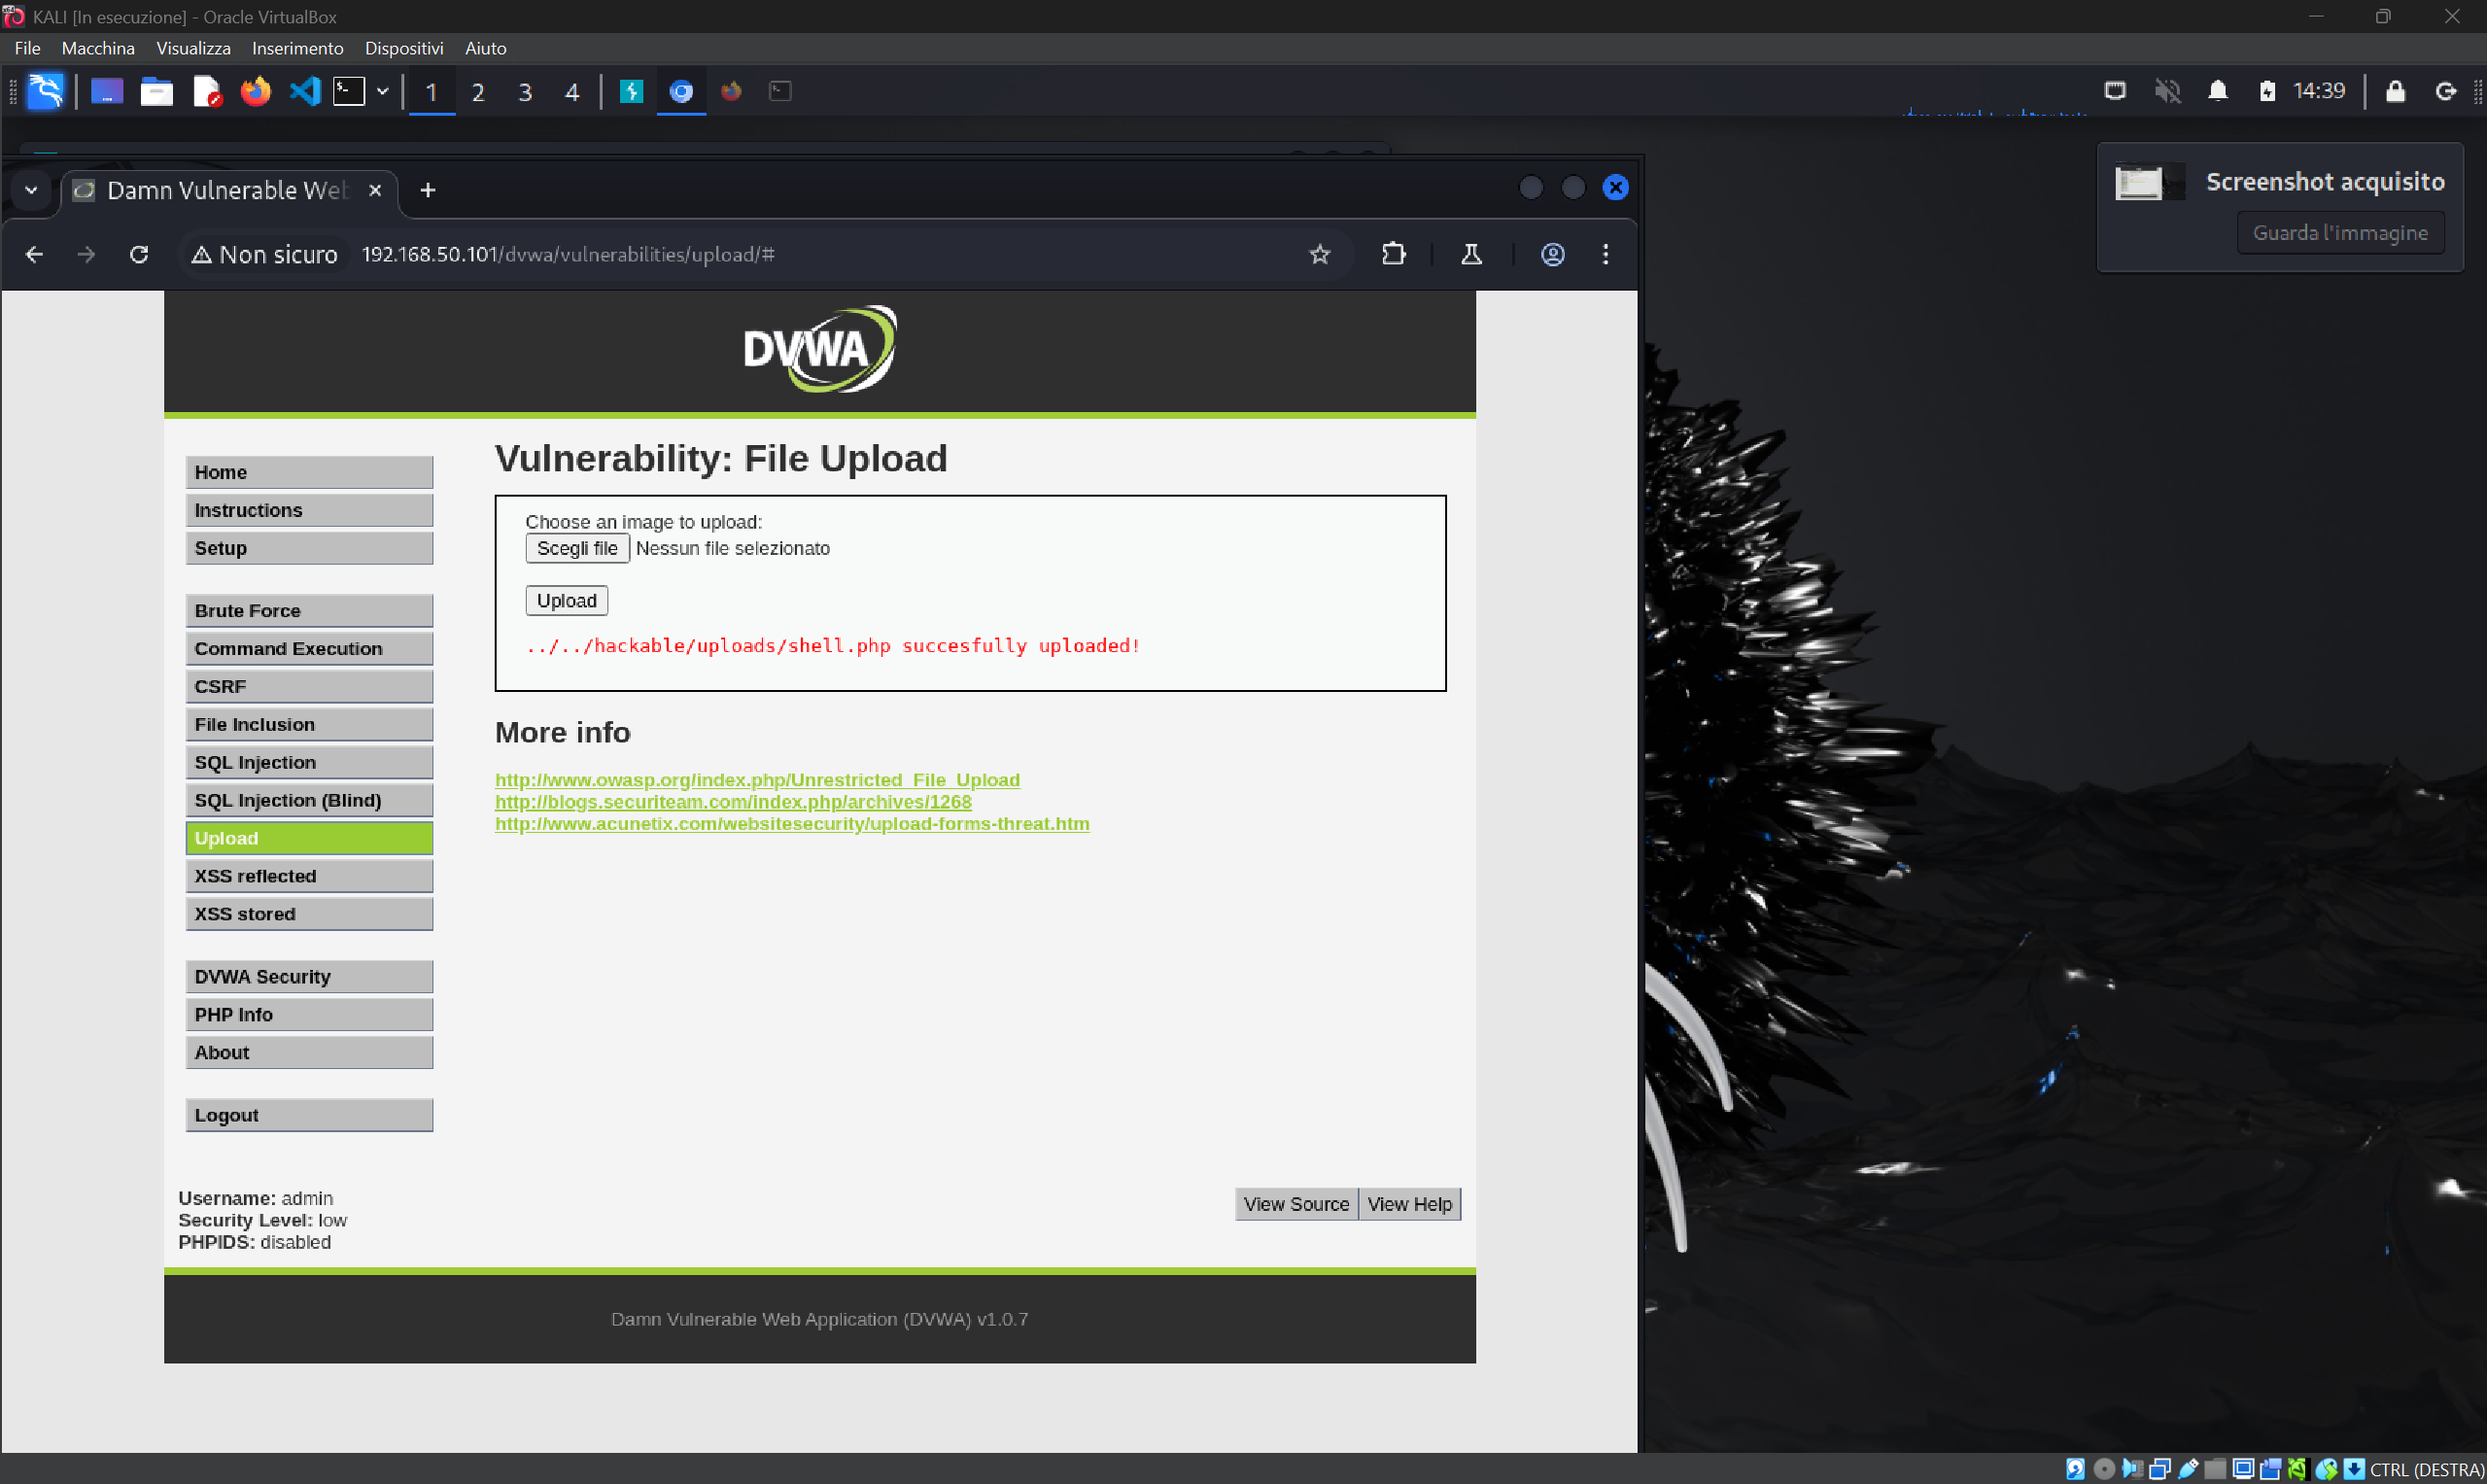 KALI [In esecuzione] - Oracle VirtualBox
File Macchina Visualizza Inserimento Dispositivi Aiuto
1 2 3 4
14:39
Damn Vulnerable Web
Screenshot acquisito
Guarda l'immagine
Non sicuro 192.168.50.101/dvwa/vulnerabilities/upload/#
DVWA
Home
Instructions
Setup
Brute Force
Command Execution
CSRF
File Inclusion
SQL Injection
SQL Injection (Blind)
Upload
XSS reflected
XSS stored
DVWA Security
PHP Info
About
Logout
Vulnerability: File Upload
Choose an image to upload:
Scegli file Nessun file selezionato
Upload
../../hackable/uploads/shell.php succesfully uploaded!
More info
http://www.owasp.org/index.php/Unrestricted_File_Upload
http://blogs.securiteam.com/index.php/archives/1268
http://www.acunetix.com/websitesecurity/upload-forms-threat.htm
Username: admin
Security Level: low
PHPIDS: disabled
View Source View Help
Damn Vulnerable Web Application (DVWA) v1.0.7
CTRL (DESTRA)